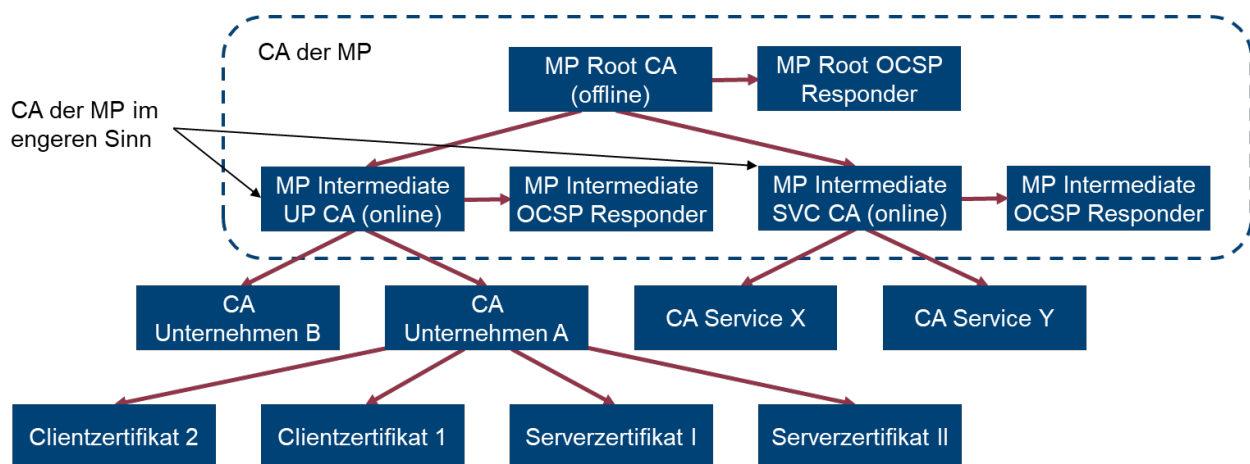 CA der MP
MP Root CA
(offline)
MP Root OCSP
Responder
CA der MP im
engeren Sinn
MP Intermediate
UP CA (online)
MP Intermediate
OCSP Responder
MP Intermediate
SVC CA (online)
MP Intermediate
OCSP Responder
CA
Unternehmen B
CA
Unternehmen A
CA Service X
CA Service Y
Clientzertifikat 2
Clientzertifikat 1
Serverzertifikat I
Serverzertifikat II